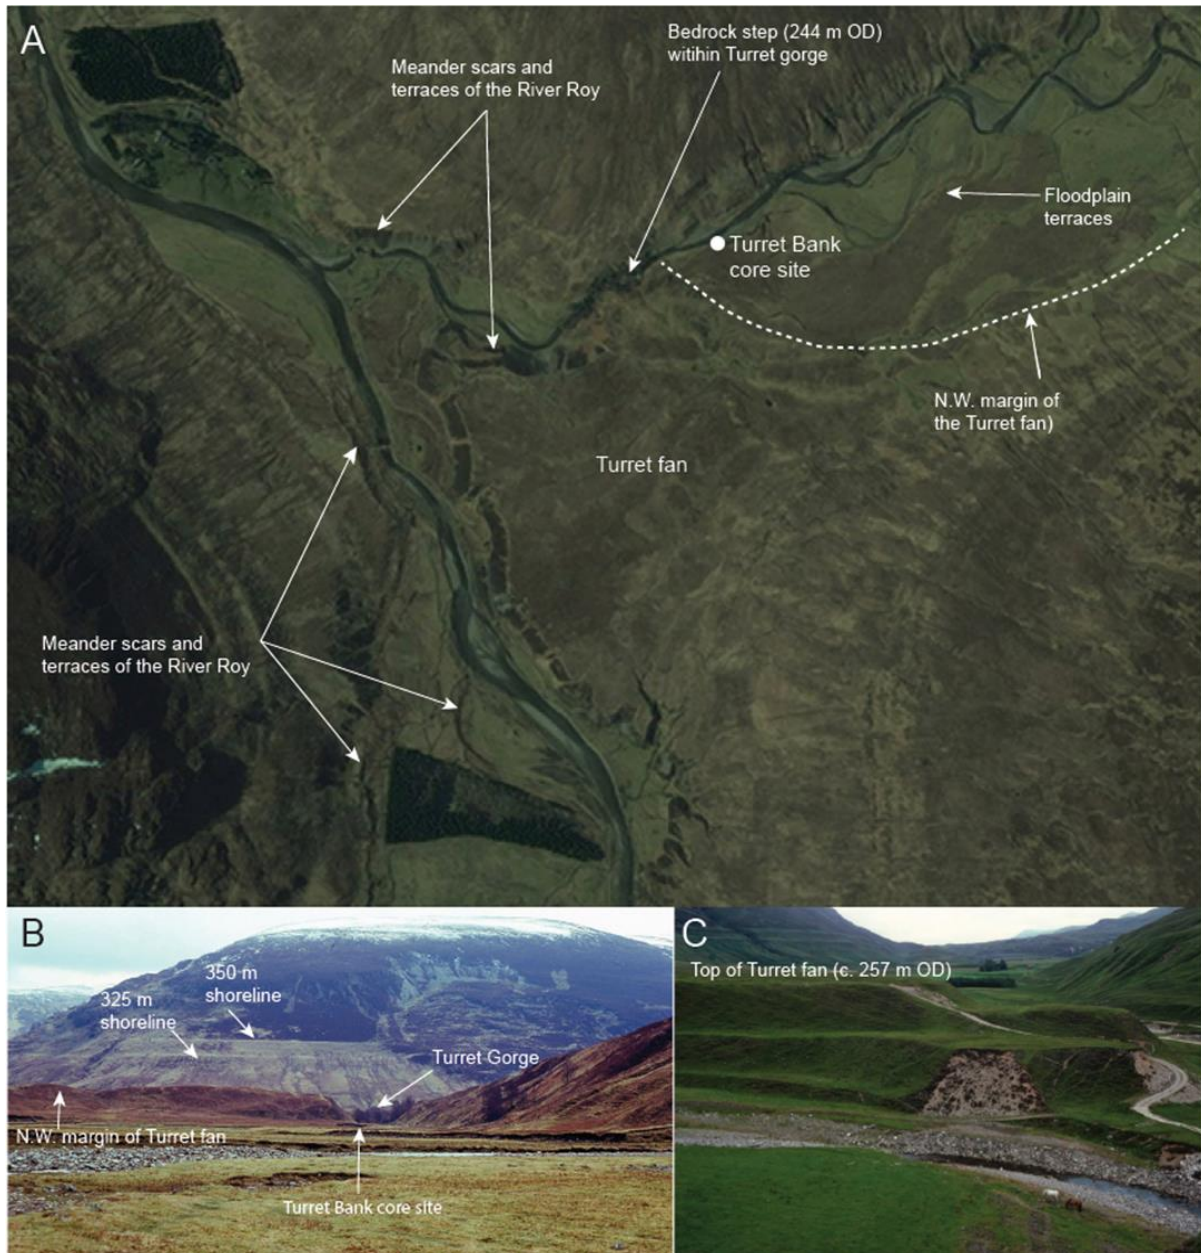 A
Bedrock step (244 m OD)
witihin Turret gorge
Meander scars and
terraces of the River Roy
Floodplain
terraces
Turret Bank
core site
N.W. margin of
the Turret fan)
Turret fan
Meander scars and
terraces of the River Roy
B
350 m
shoreline
325 m
shoreline
Turret Gorge
N.W. margin of Turret fan
Turret Bank core site
C
Top of Turret fan (c. 257 m OD)